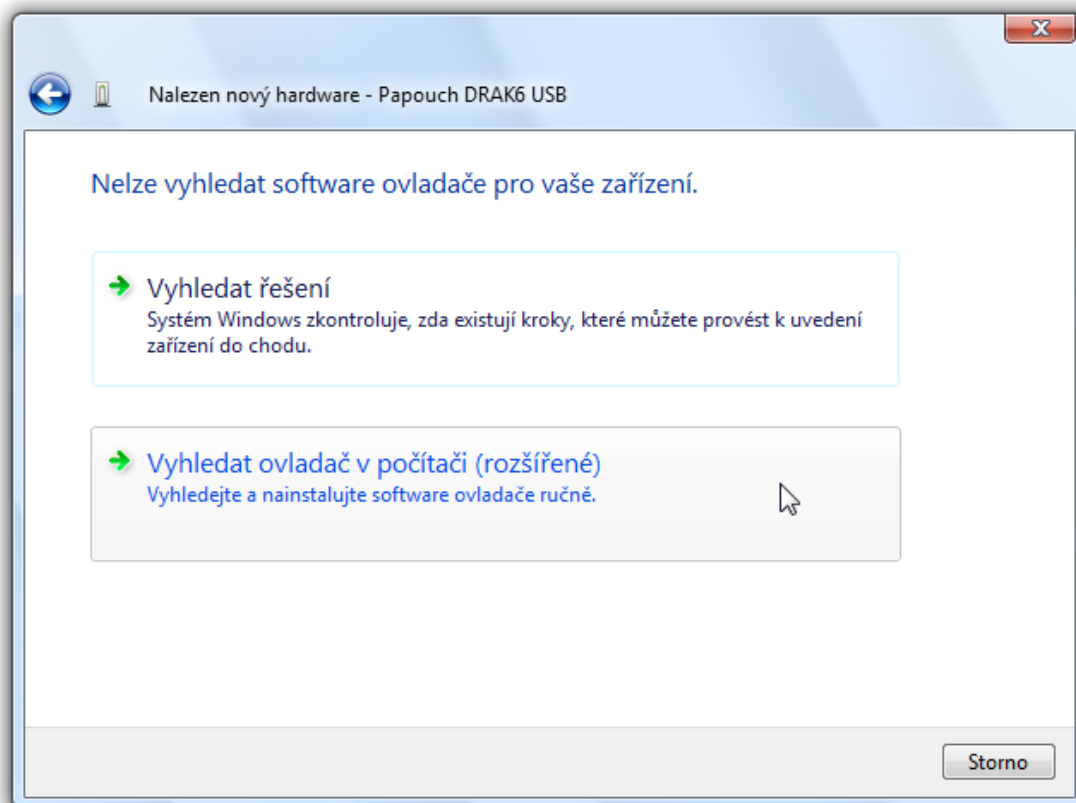 Nalezen nový hardware - Papouch DRAK6 USB
Nelze vyhledat software ovladače pro vaše zařízení.
Vyhledat řešení
Systém Windows zkontroluje, zda existují kroky, které můžete provést k uvedení
zařízení do chodu.
Vyhledat ovladač v počítači (rozšířené)
Vyhledejte a nainstalujte software ovladače ručně.
Storno